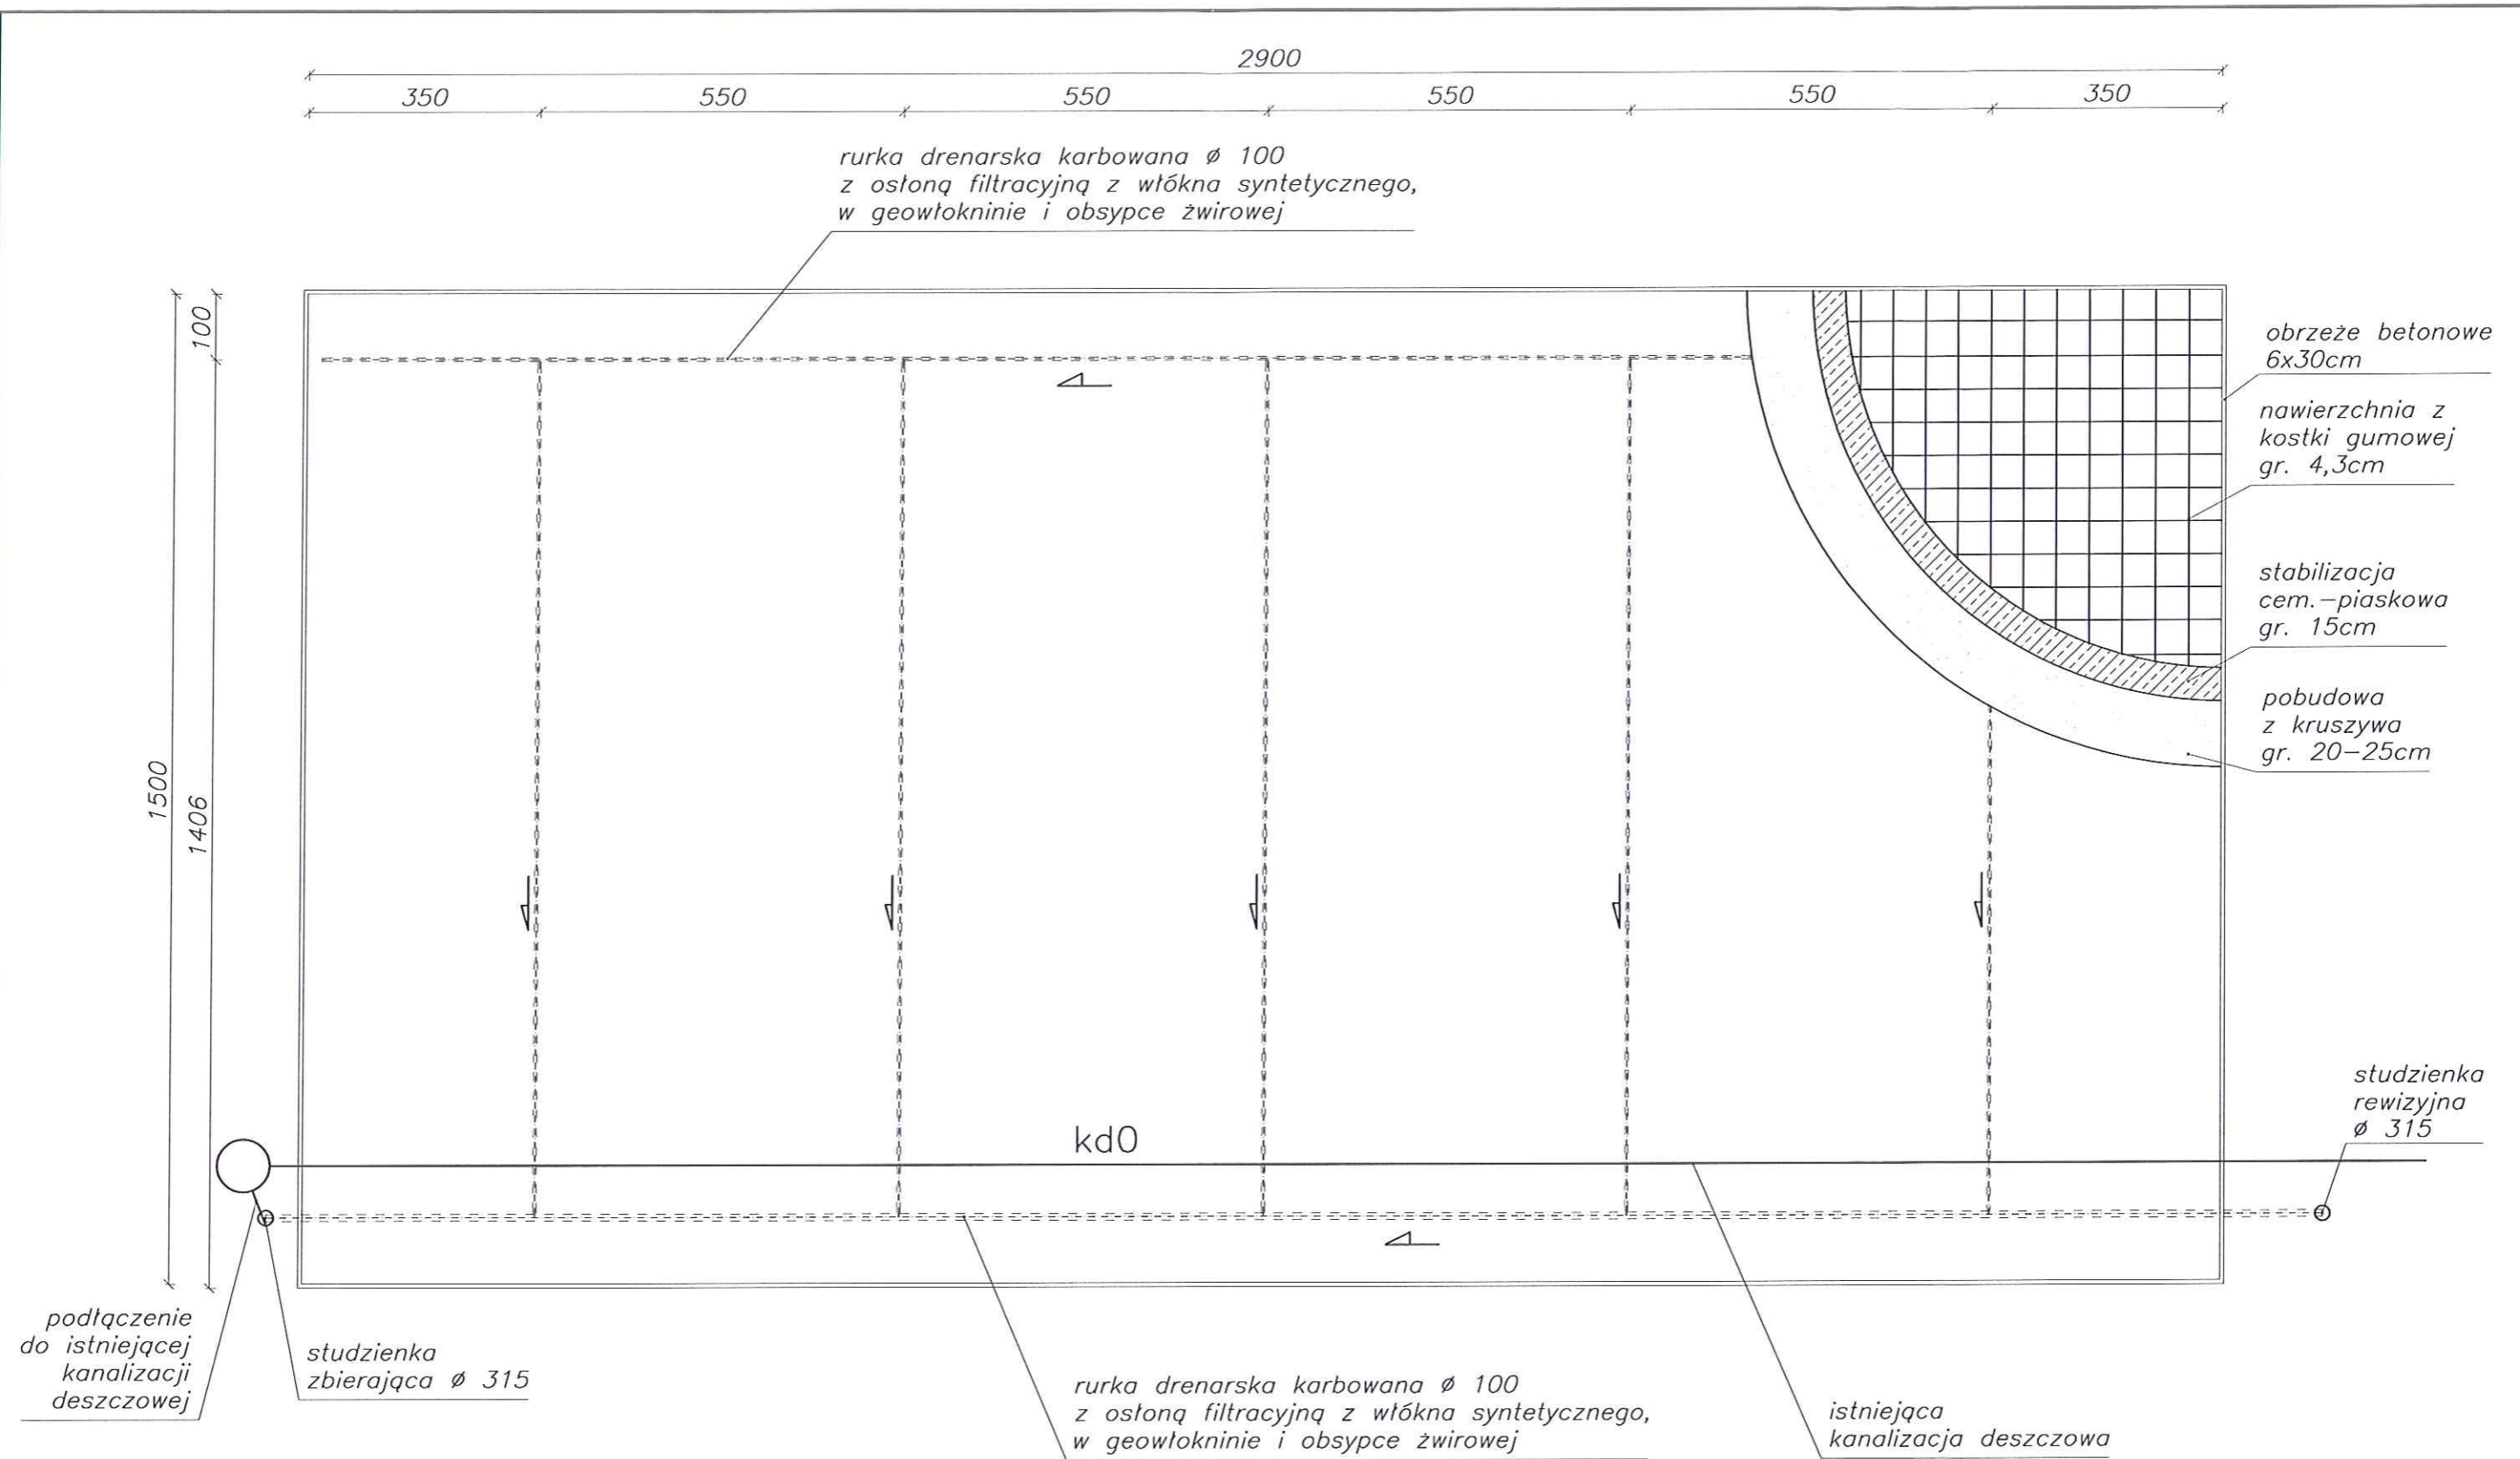 2900
350 550 550 550 550 350
rurka drenarska karbowana ø 100
z osłoną filtracyjną z włókna syntetycznego,
w geowłokninie i obsypce żwirowej
100
1500
1406
obrzeże betonowe
6x30cm
nawierzchnia z
kostki gumowej
gr. 4,3cm
stabilizacja
cem.-piaskowa
gr. 15cm
pobudowa
z kruszywa
gr. 20-25cm
studzienka
rewizyjna
ø 315
kd0
podłączenie
do istniejącej
kanalizacji
deszczowej
studzienka
zbierająca ø 315
rurka drenarska karbowana ø 100
z osłoną filtracyjną z włókna syntetycznego,
w geowłokninie i obsypce żwirowej
istniejąca
kanalizacja deszczowa